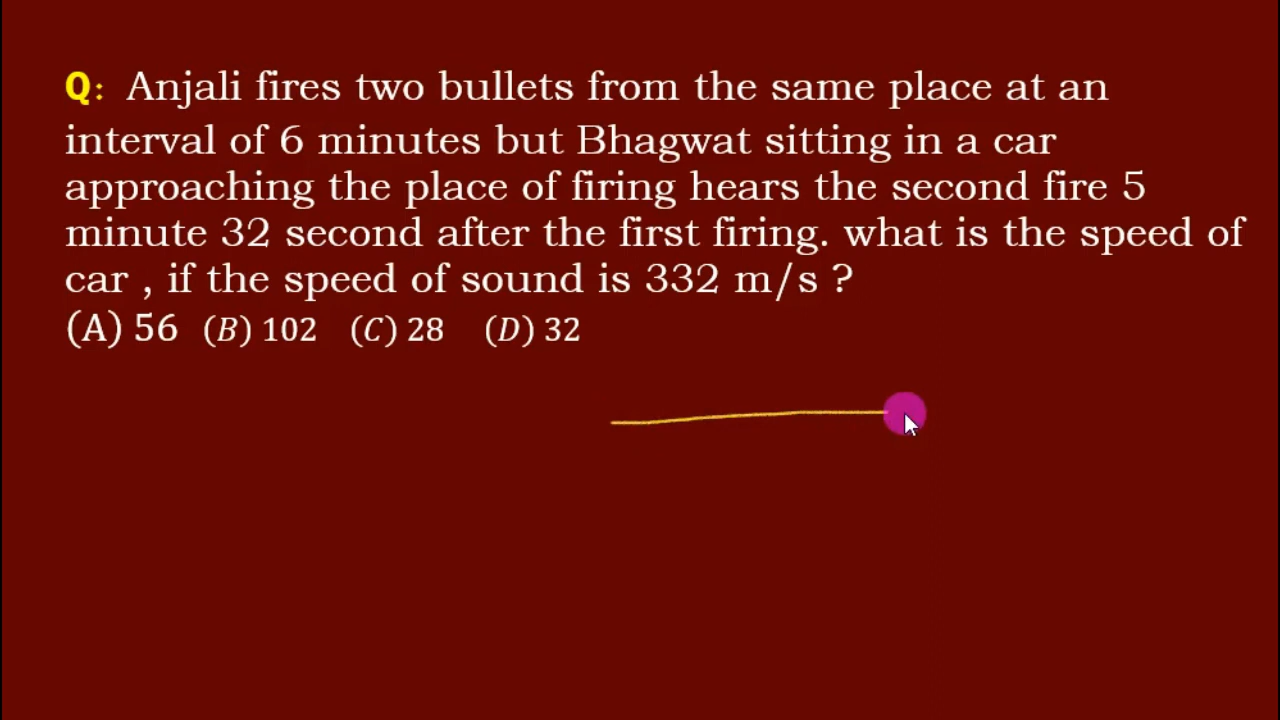 Q: Anjali fires two bullets from the same place at an
interval of 6 minutes but Bhagwat sitting in a car
approaching the place of firing hears the second fire 5
minute 32 second after the first firing. what is the speed of
car , if the speed of sound is 332 m/s ?
(A) 56 (B) 102 (C) 28 (D) 32